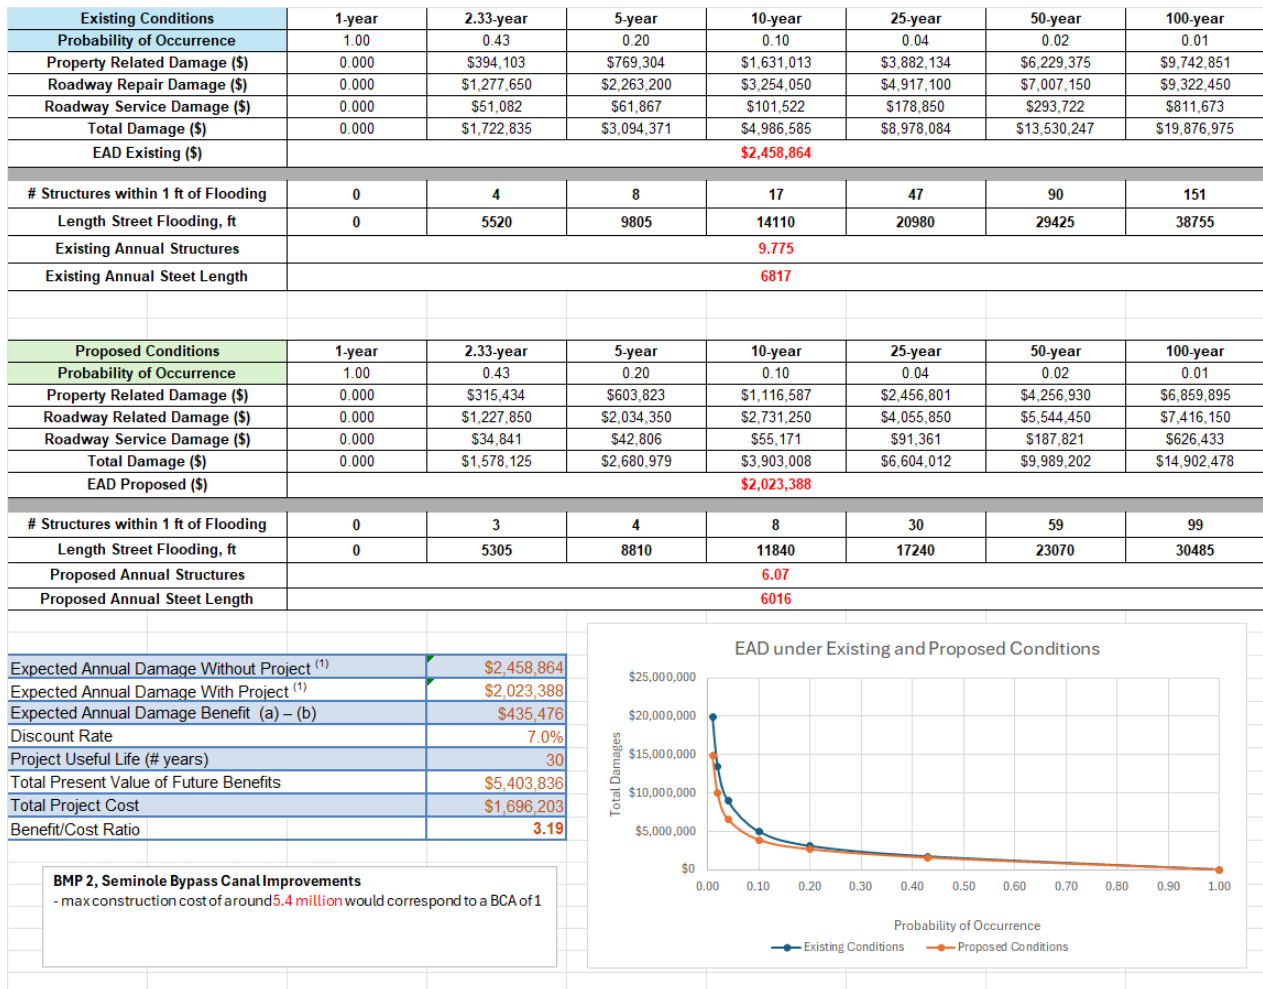 Existing Conditions 1-year 2.33-year 5-year 10-year 25-year 50-year 100-year
Probability of Occurrence 1.00 0.43 0.20 0.10 0.04 0.02 0.01
Property Related Damage ($) 0.000 $394,103 $769,304 $1,631,013 $3,882,134 $6,229,375 $9,742,851
Roadway Repair Damage ($) 0.000 $1,277,650 $2,263,200 $3,254,050 $4,917,100 $7,007,150 $9,322,450
Roadway Service Damage ($) 0.000 $51,082 $61,867 $101,522 $178,850 $293,722 $811,673
Total Damage ($) 0.000 $1,722,835 $3,094,371 $4,986,585 $8,978,084 $13,530,247 $19,876,975
EAD Existing ($) $2,458,864
# Structures within 1 ft of Flooding 0 4 8 17 47 90 151
Length Street Flooding, ft 0 5520 9805 14110 20980 29425 38755
Existing Annual Structures 9.775
Existing Annual Steet Length 6817
Proposed Conditions 1-year 2.33-year 5-year 10-year 25-year 50-year 100-year
Probability of Occurrence 1.00 0.43 0.20 0.10 0.04 0.02 0.01
Property Related Damage ($) 0.000 $315,434 $603,823 $1,116,587 $2,456,801 $4,256,930 $6,859,895
Roadway Related Damage ($) 0.000 $1,227,850 $2,034,350 $2,731,250 $4,055,850 $5,544,450 $7,416,150
Roadway Service Damage ($) 0.000 $34,841 $42,806 $55,171 $91,361 $187,821 $626,433
Total Damage ($) 0.000 $1,578,125 $2,680,979 $3,903,008 $6,604,012 $9,989,202 $14,902,478
EAD Proposed ($) $2,023,388
# Structures within 1 ft of Flooding 0 3 4 8 30 59 99
Length Street Flooding, ft 0 5305 8810 11840 17240 23070 30485
Proposed Annual Structures 6.07
Proposed Annual Steet Length 6016
Expected Annual Damage Without Project (1) $2,458,864
Expected Annual Damage With Project (1) $2,023,388
Expected Annual Damage Benefit (a) – (b) $435,476
Discount Rate 7.0%
Project Useful Life (# years) 30
Total Present Value of Future Benefits $5,403,836
Total Project Cost $1,696,203
Benefit/Cost Ratio 3.19
BMP 2, Seminole Bypass Canal Improvements
- max construction cost of around 5.4 million would correspond to a BCA of 1
EAD under Existing and Proposed Conditions
Total Damages
$25,000,000
$20,000,000
$15,000,000
$10,000,000
$5,000,000
$0
0.00 0.10 0.20 0.30 0.40 0.50 0.60 0.70 0.80 0.90 1.00
Probability of Occurrence
Existing Conditions Proposed Conditions